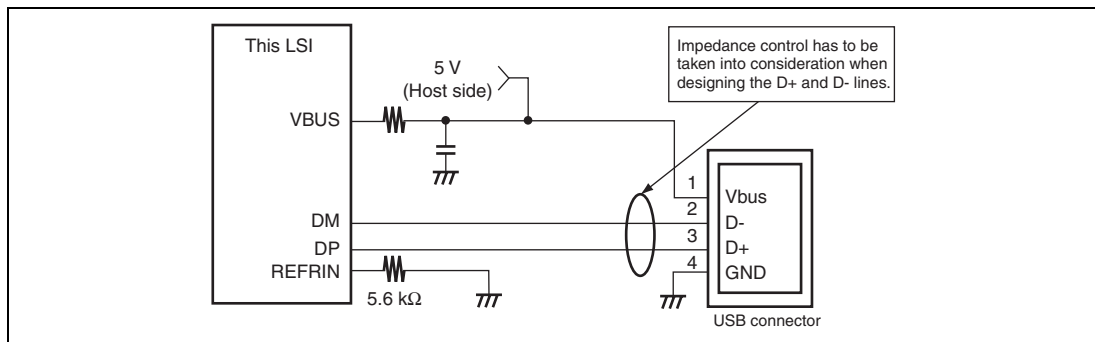 This LSI
Impedance control has to be
taken into consideration when
designing the D+ and D- lines.
5 V
(Host side)
VBUS
1
Vbus
2
DM
D-
3
DP
D+
4
REFRIN
GND
5.6 kΩ
USB connector